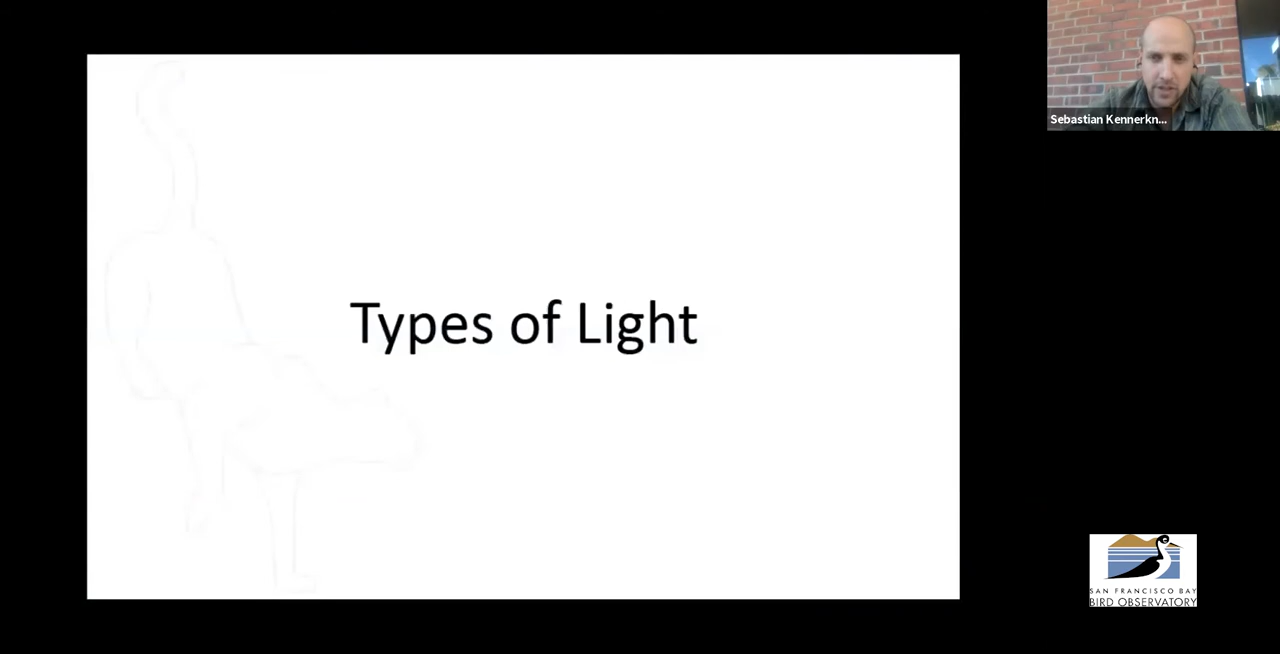 Sebastian Kennerkn...
Types of Light
SAN FRANCISCO BAY
BIRD OBSERVATORY